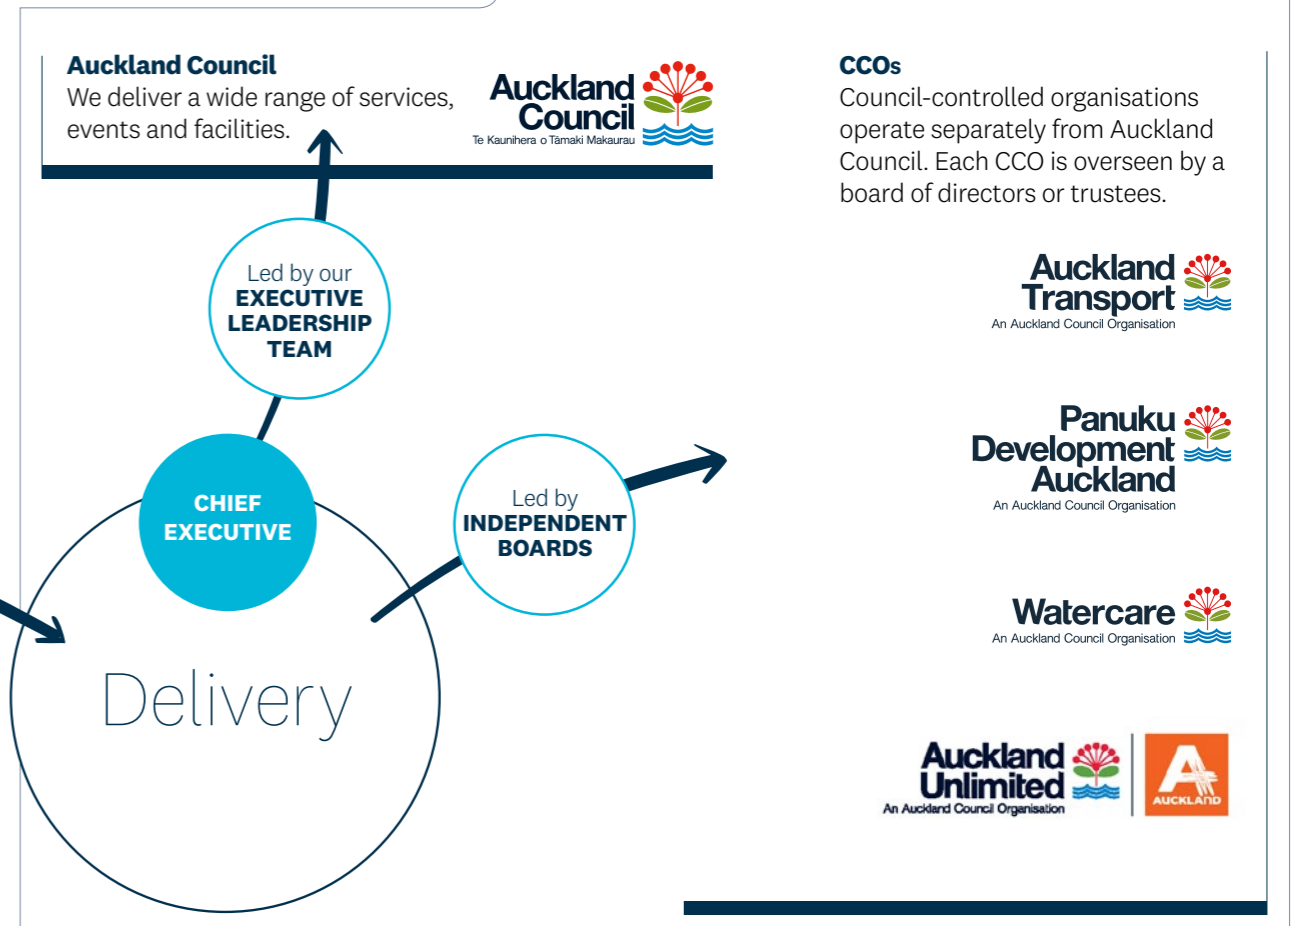 Auckland Council
We deliver a wide range of services,
events and facilities.
Auckland
Council
Te Kaunihera o Tāmaki Makaurau
CCOs
Council-controlled organisations
operate separately from Auckland
Council. Each CCO is overseen by a
board of directors or trustees.
Led by our
EXECUTIVE
LEADERSHIP
TEAM
CHIEF
EXECUTIVE
Led by
INDEPENDENT
BOARDS
Delivery
Auckland
Transport
An Auckland Council Organisation
Panuku
Development
Auckland
An Auckland Council Organisation
Watercare
An Auckland Council Organisation
Auckland
Unlimited
An Auckland Council Organisation
A
AUCKLAND